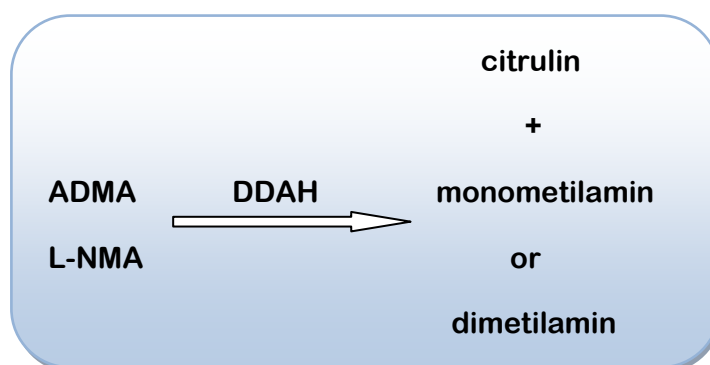 citrulin
+
ADMA DDAH monometilamin
L-NMA or
dimetilamin